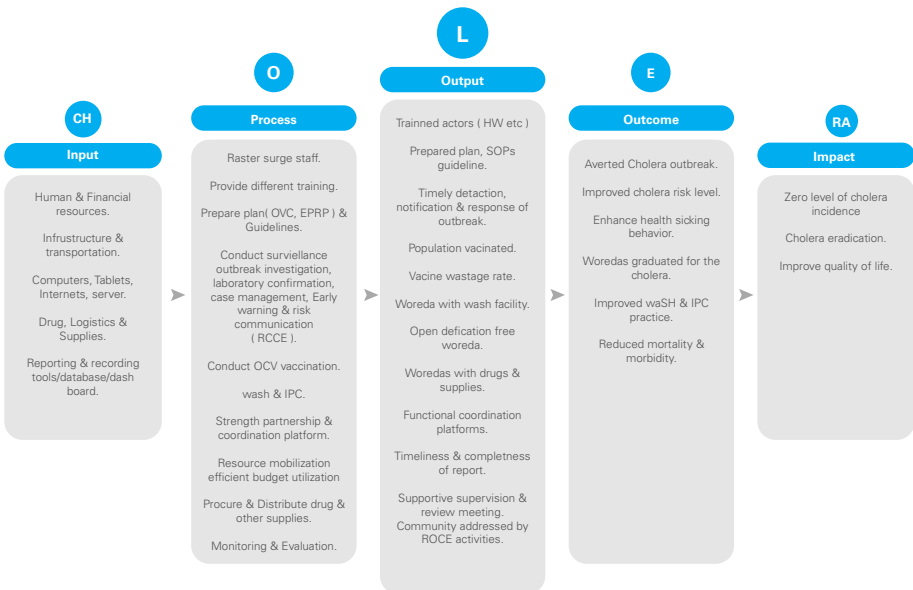 CH
Input
Human & Financial
resources.
Infrustructure &
transportation.
Computers, Tablets,
Internets, server.
Drug, Logistics &
Supplies.
Reporting & recording
tools/database/dash
board.
O
Process
Raster surge staff.
Provide different training.
Prepare plan( OVC, EPRP ) &
Guidelines.
Conduct surviellance
outbreak investigation,
laboratory confirmation,
case management, Early
warning & risk
communication
( RCCE ).
Conduct OCV vaccination.
wash & IPC.
Strength partnership &
coordination platform.
Resource mobilization
efficient budget utilization
Procure & Distribute drug &
other supplies.
Monitoring & Evaluation.
L
Output
Trainned actors ( HW etc )
Prepared plan, SOPs
guideline.
Timely detaction,
notification & response of
outbreak.
Population vacinated.
Vacine wastage rate.
Woreda with wash facility.
Open defication free
woreda.
Woredas with drugs &
supplies.
Functional coordination
platforms.
Timeliness & completness
of report.
Supportive supervision &
review meeting.
Community addressed by
ROCE activities.
E
Outcome
Averted Cholera outbreak.
Improved cholera risk level.
Enhance health sicking
behavior.
Woredas graduated for the
cholera.
Improved waSH & IPC
practice.
Reduced mortality &
morbidity.
RA
Impact
Zero level of cholera
incidence
Cholera eradication.
Improve quality of life.